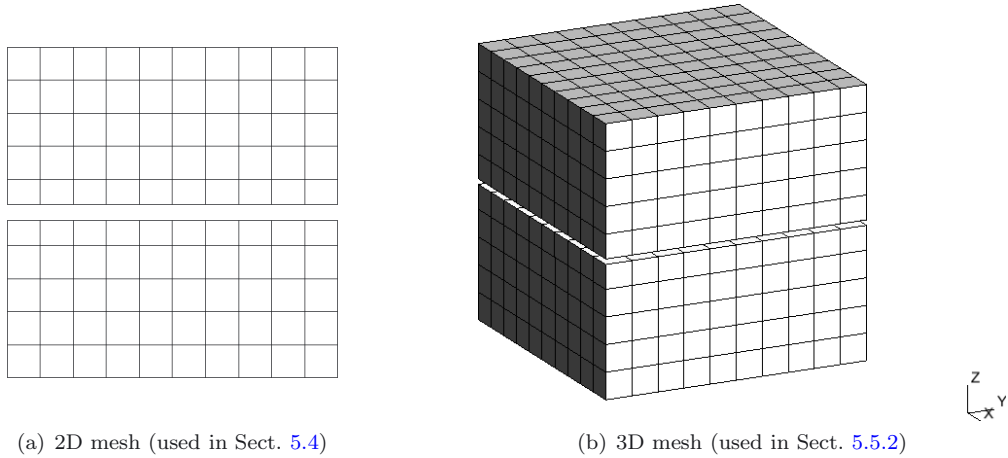 Z
Y
X
(a) 2D mesh (used in Sect. 5.4)
(b) 3D mesh (used in Sect. 5.5.2)